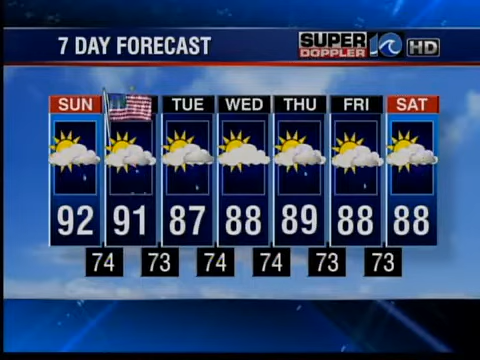 7 DAY FORECAST
SUPER
DOPPLER 10 HD
SUN TUE WED THU FRI SAT
92 91 87 88 89 88 88
74 73 74 74 73 73